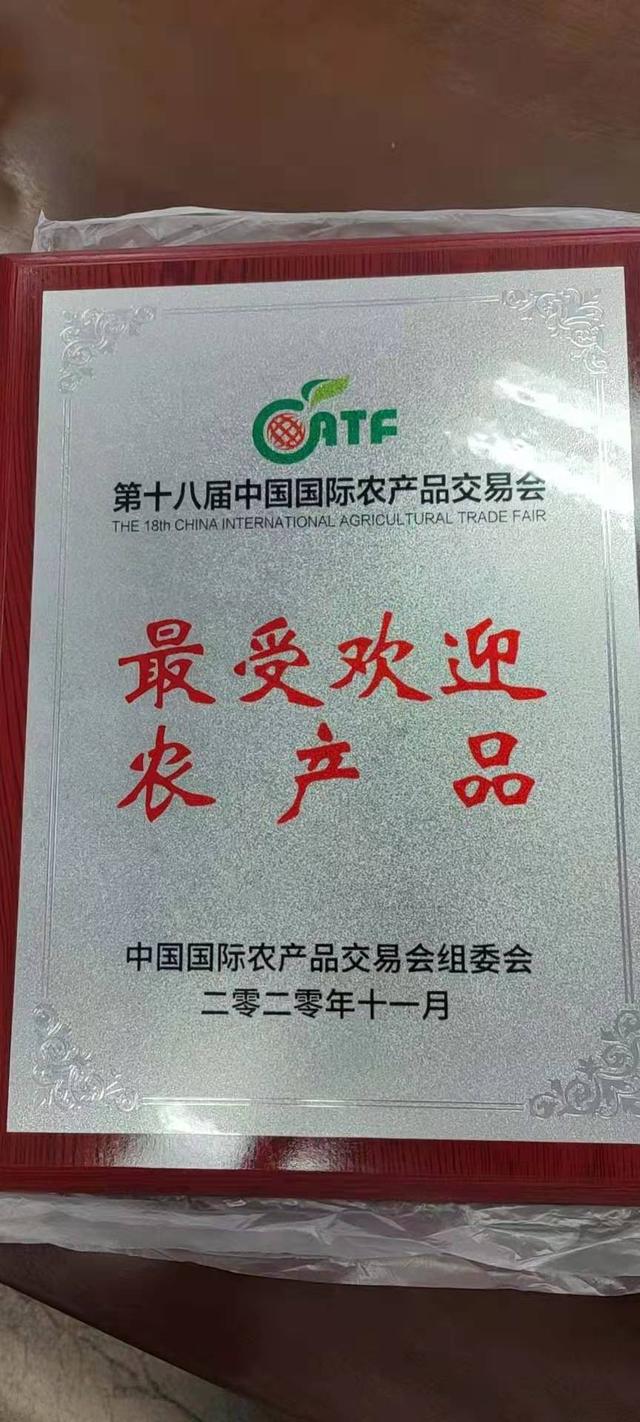 CATF
第十八届中国国际农产品交易会
THE 18th CHINA INTERNATIONAL AGRICULTURAL TRADE FAIR
最受欢迎
农产品
中国国际农产品交易会组委会
二零二零年十一月